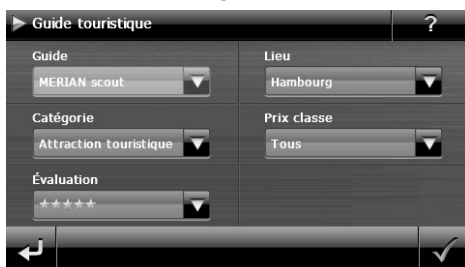 Guide touristique
?
Guide
MERIAN scout
Lieu
Hambourg
Catégorie
Attraction touristique
Prix classe
Tous
Évaluation
★★★★★